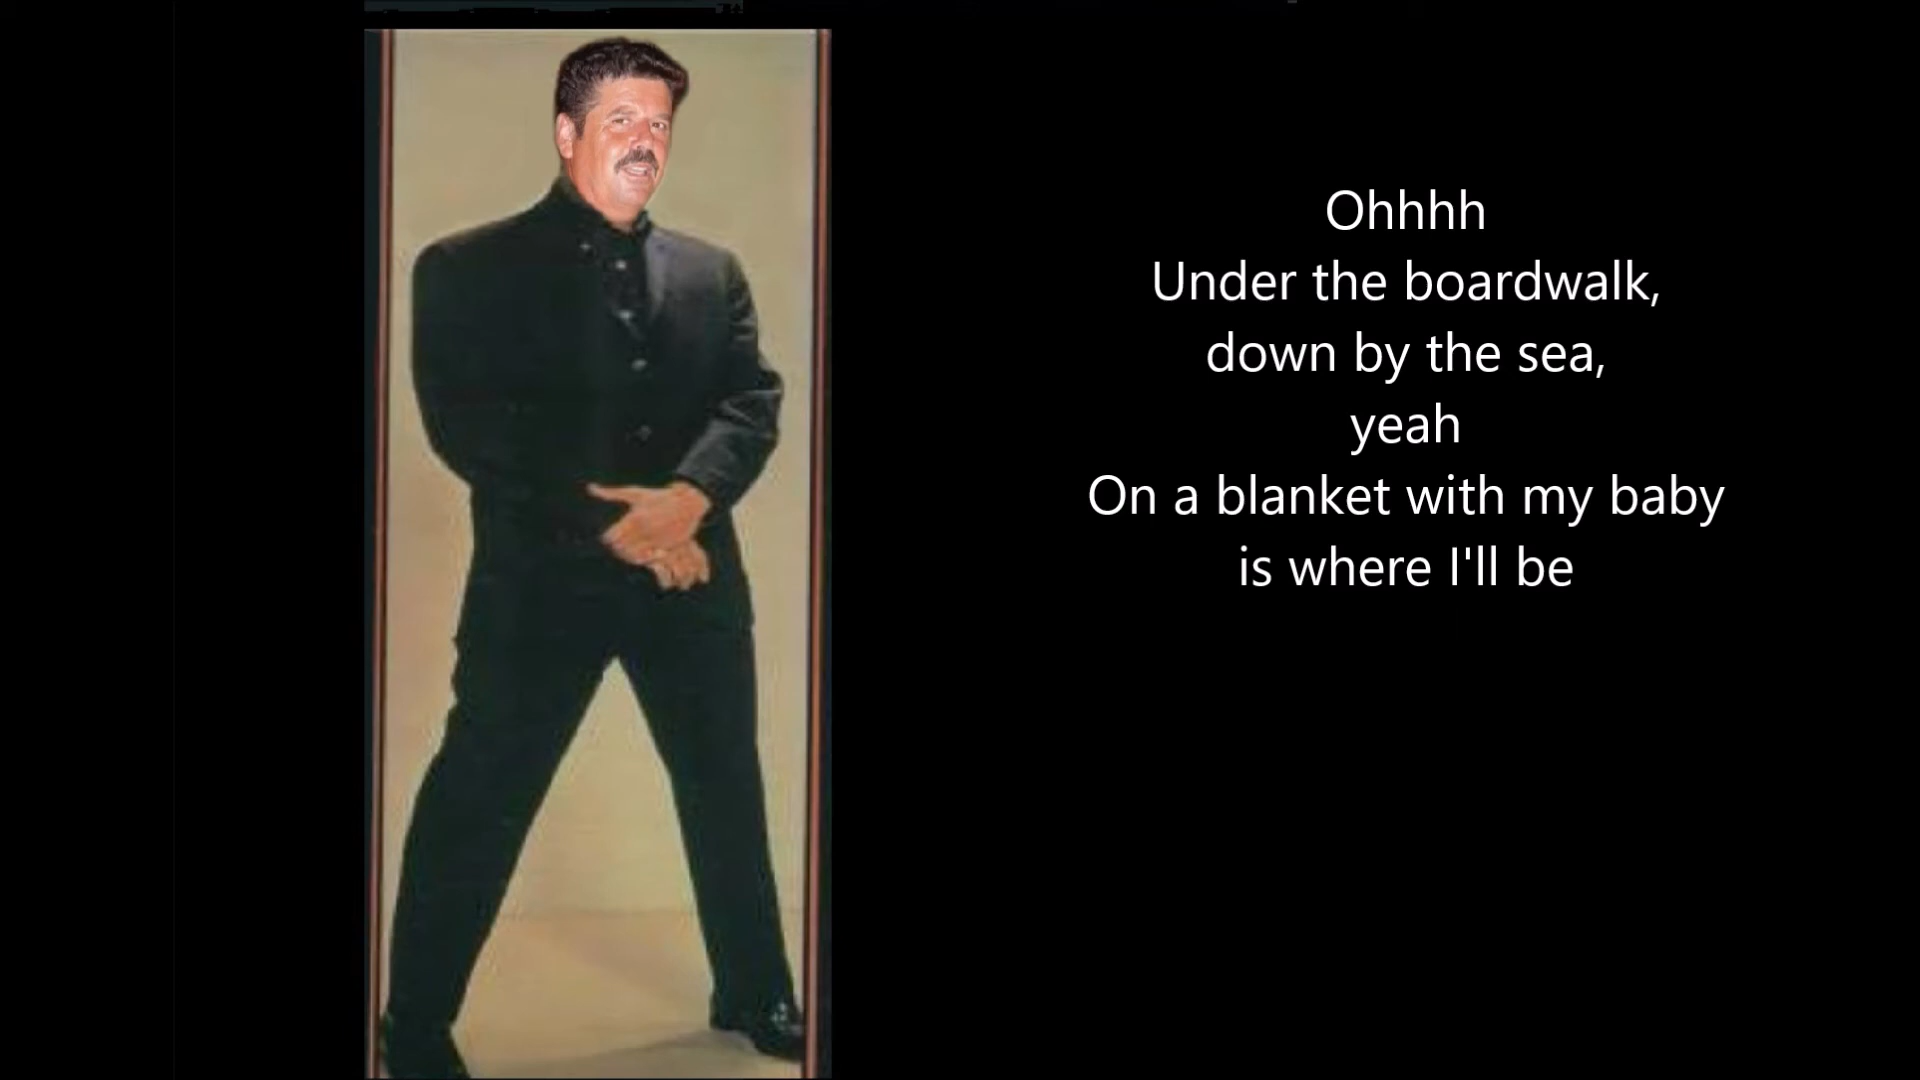 Ohhhh
Under the boardwalk,
down by the sea,
yeah
On a blanket with my baby
is where I'll be